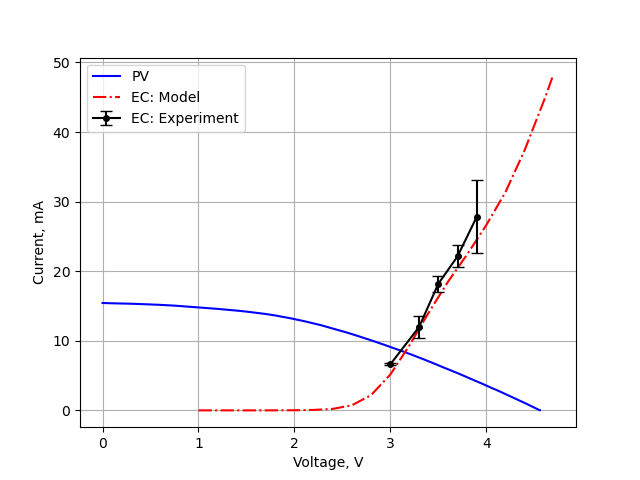 50
40
30
20
10
0
Current, mA
PV
EC: Model
EC: Experiment
0
1
2
3
4
Voltage, V